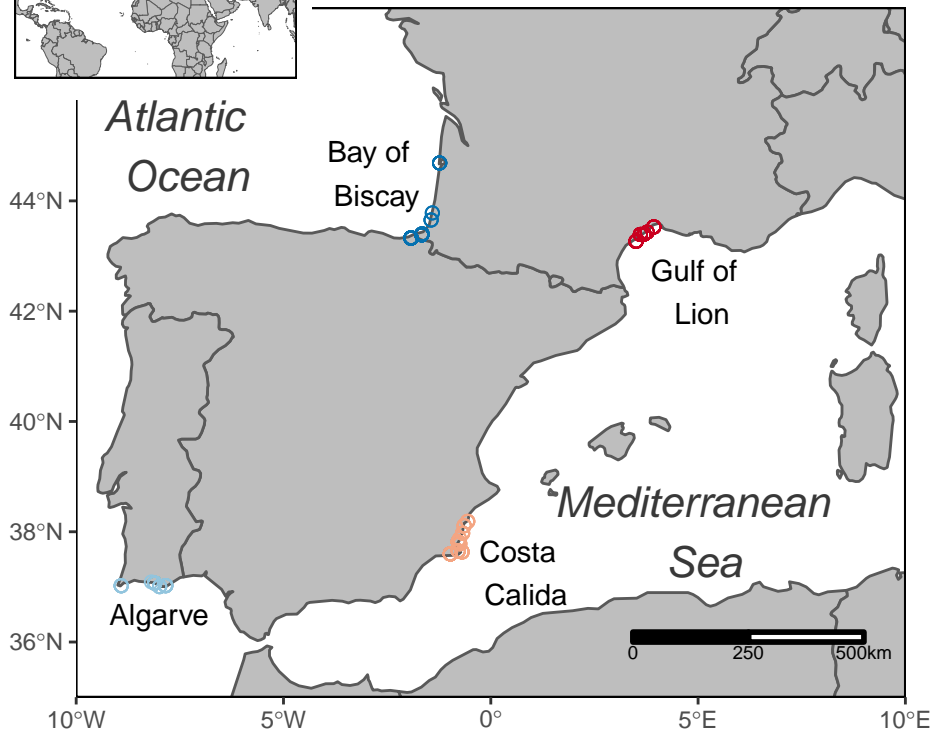 Atlantic
Ocean
Bay of
Biscay
44°N
Gulf of
Lion
42°N
40°N
Mediterranean
Sea
38°N
Costa
Calida
Algarve
36°N
0 250 500km
10°W 5°W 0° 5°E 10°E